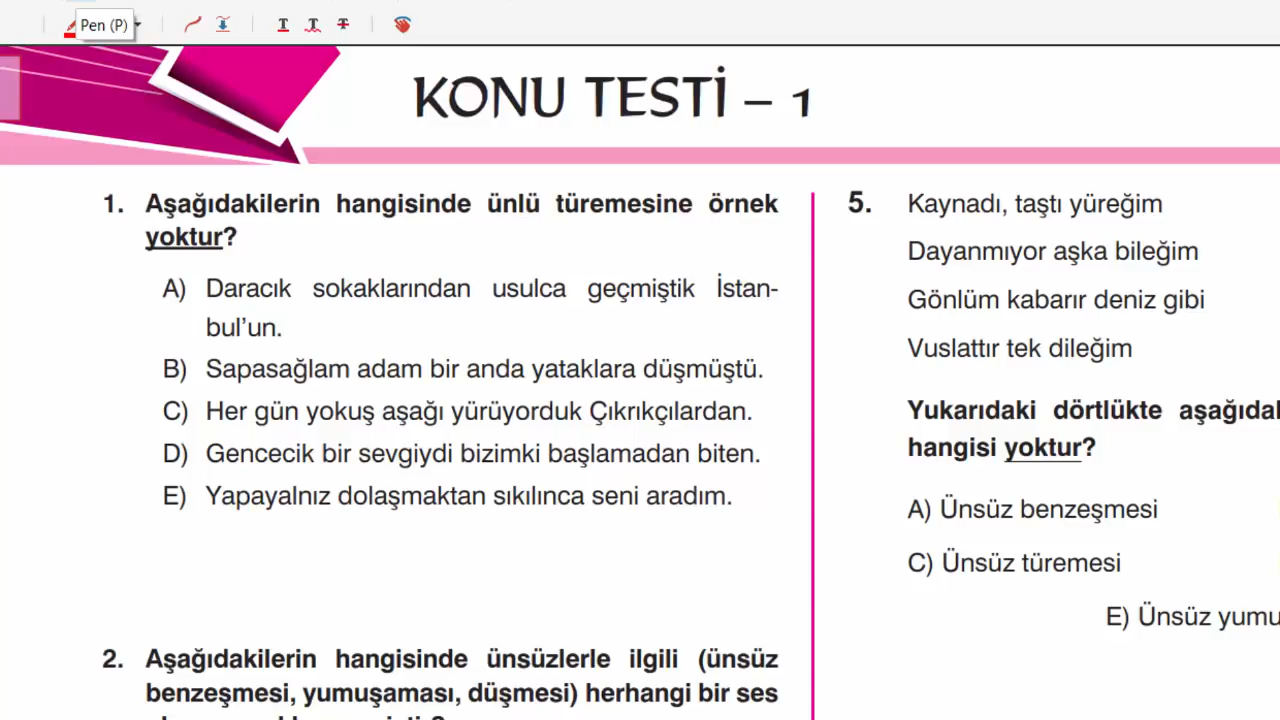 Pen (P)
KONU TESTİ – 1
1. Aşağıdakilerin hangisinde ünlü türemesine örnek
yoktur?
A) Daracık sokaklarından usulca geçmiştik İstan-
bul’un.
B) Sapasağlam adam bir anda yataklara düşmüştü.
C) Her gün yokuş aşağı yürüyorduk Çıkrıkçılardan.
D) Gencecik bir sevgiydi bizimki başlamadan biten.
E) Yapayalnız dolaşmaktan sıkılınca seni aradım.
2. Aşağıdakilerin hangisinde ünsüzlerle ilgili (ünsüz
benzeşmesi, yumuşaması, düşmesi) herhangi bir ses
5. Kaynadı, taştı yüreğim
Dayanmıyor aşka bileğim
Gönlüm kabarır deniz gibi
Vuslattır tek dileğim
Yukarıdaki dörtlükte aşağıdal
hangisi yoktur?
A) Ünsüz benzeşmesi
C) Ünsüz türemesi
E) Ünsüz yumu